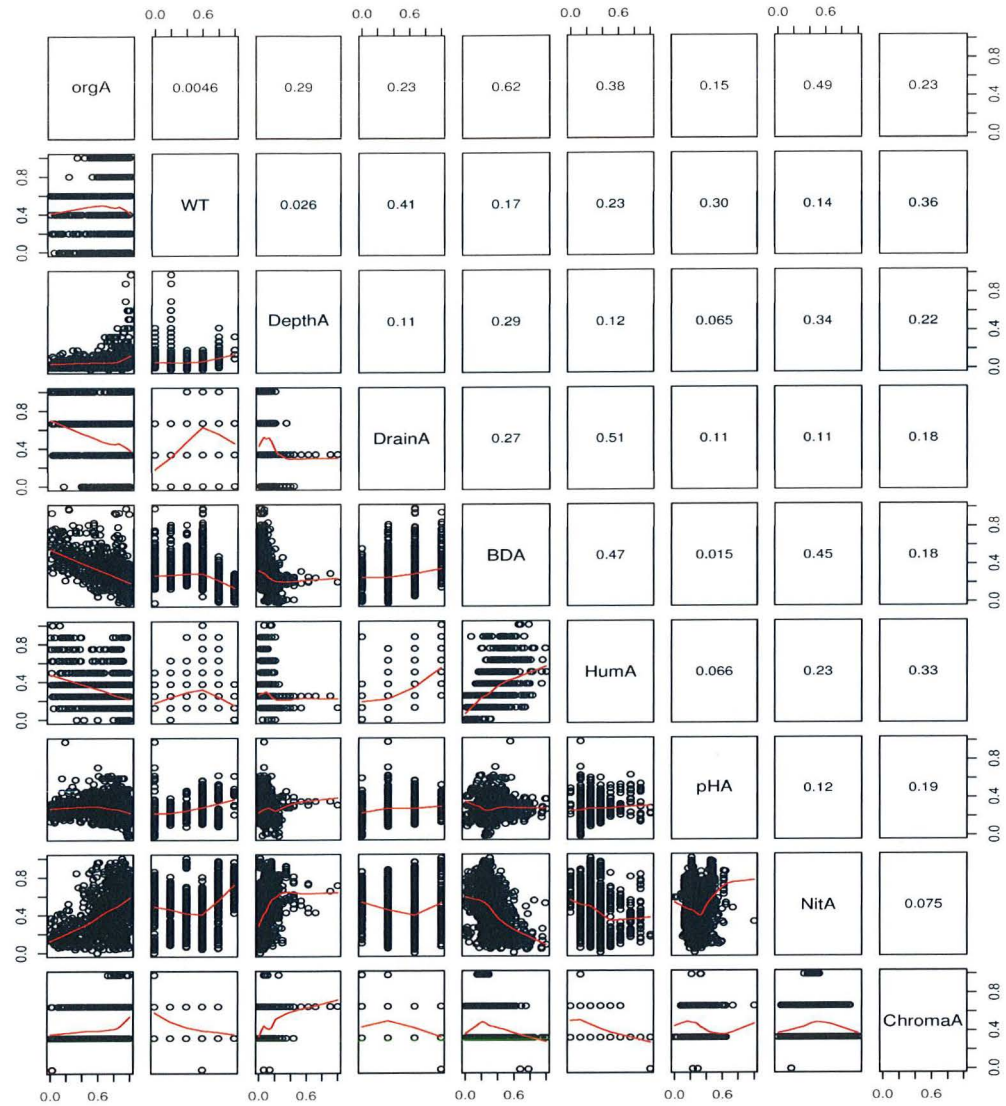 0.0 0.6 0.0 0.6 0.0 0.6 0.0 0.6
orgA 0.0046 0.29 0.23 0.62 0.38 0.15 0.49 0.23
0.0 0.4 0.8
0.0 0.4 0.8
WT 0.026 0.41 0.17 0.23 0.30 0.14 0.36
DepthA 0.11 0.29 0.12 0.065 0.34 0.22
0.0 0.4 0.8
0.0 0.4 0.8
DrainA 0.27 0.51 0.11 0.11 0.18
BDA 0.47 0.015 0.45 0.18
0.0 0.4 0.8
0.0 0.4 0.8
HumA 0.066 0.23 0.33
pHA 0.12 0.19
0.0 0.4 0.8
0.0 0.4 0.8
NitA 0.075
ChromaA
0.0 0.4 0.8
0.0 0.6 0.0 0.6 0.0 0.6 0.0 0.6 0.0 0.6